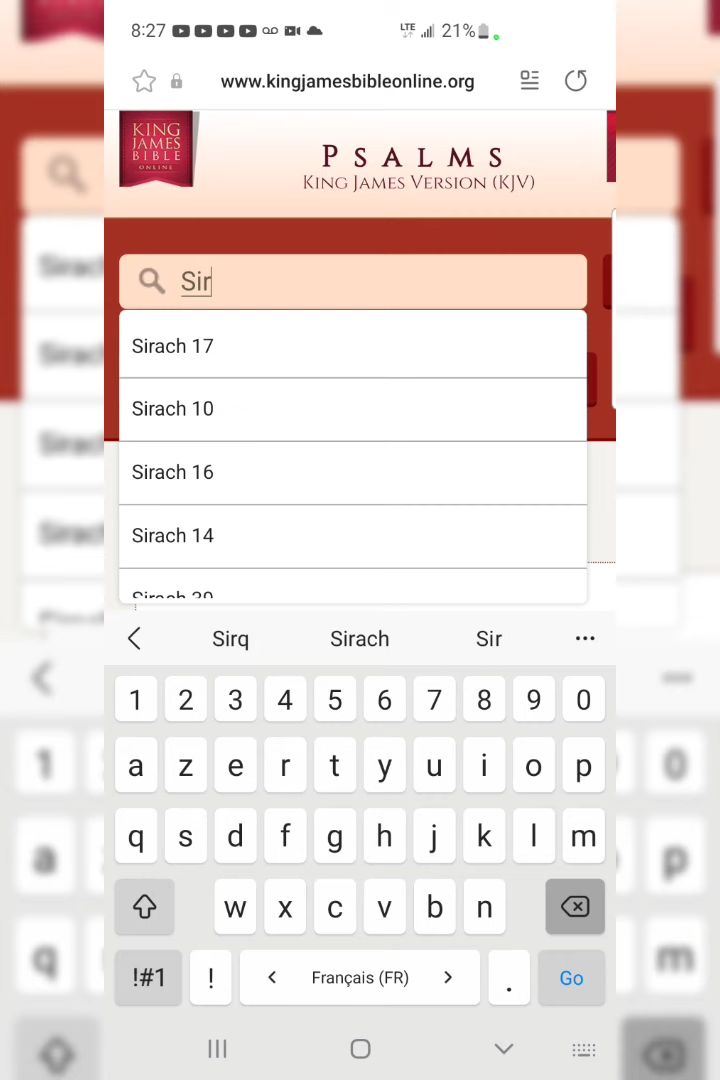 8:27 LTE 21%
www.kingjamesbibleonline.org
KING
JAMES
BIBLE
ONLINE
PSALMS
KING JAMES VERSION (KJV)
Sir
Sirach 17
Sirach 10
Sirach 16
Sirach 14
Sirach 39
Sirq Sirach Sir ...
1 2 3 4 5 6 7 8 9 0
a z e r t y u i o p
q s d f g h j k l m
w x c v b n
!#1 ! Français (FR) . Go